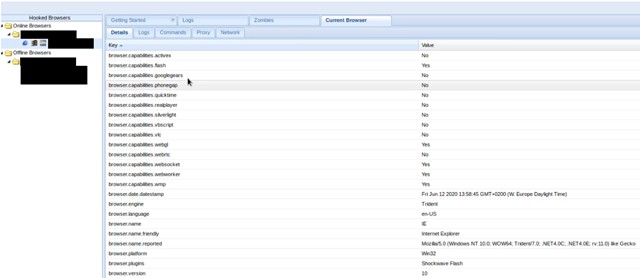 Hooked Browsers
Getting Started
Logs
Zombies
Current Browser
Online Browsers
Offline Browsers
Details Logs Commands Proxy Network
Key Value
browser.capabilities.activex No
browser.capabilities.flash Yes
browser.capabilities.googlegears No
browser.capabilities.phonegap No
browser.capabilities.quicktime No
browser.capabilities.realplayer No
browser.capabilities.silverlight No
browser.capabilities.vbscript No
browser.capabilities.vlc No
browser.capabilities.webgl Yes
browser.capabilities.webrtc No
browser.capabilities.websocket Yes
browser.capabilities.webworker Yes
browser.capabilities.wmp Yes
browser.date.datestamp Fri Jun 12 2020 13:58:45 GMT+0200 (W. Europe Daylight Time)
browser.engine Trident
browser.language en-US
browser.name IE
browser.name.friendly Internet Explorer
browser.name.reported Mozilla/5.0 (Windows NT 10.0; WOW64; Trident/7.0; .NET4.0C; .NET4.0E; rv:11.0) like Gecko
browser.platform Win32
browser.plugins Shockwave Flash
browser.version 10